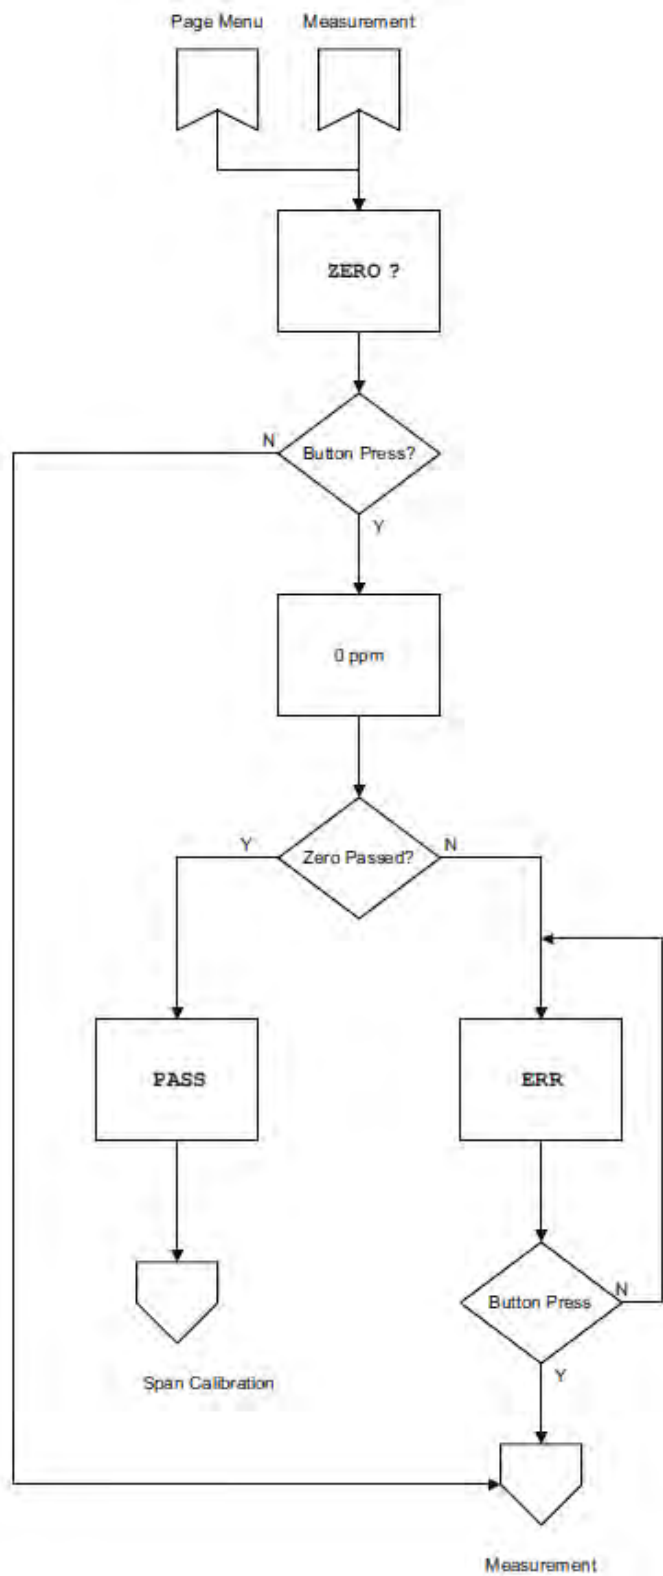 Page Menu
Measurement
ZERO ?
N
Button Press?
Y
0 ppm
Y
Zero Passed?
N
PASS
ERR
Button Press
N
Y
Span Calibration
Measurement